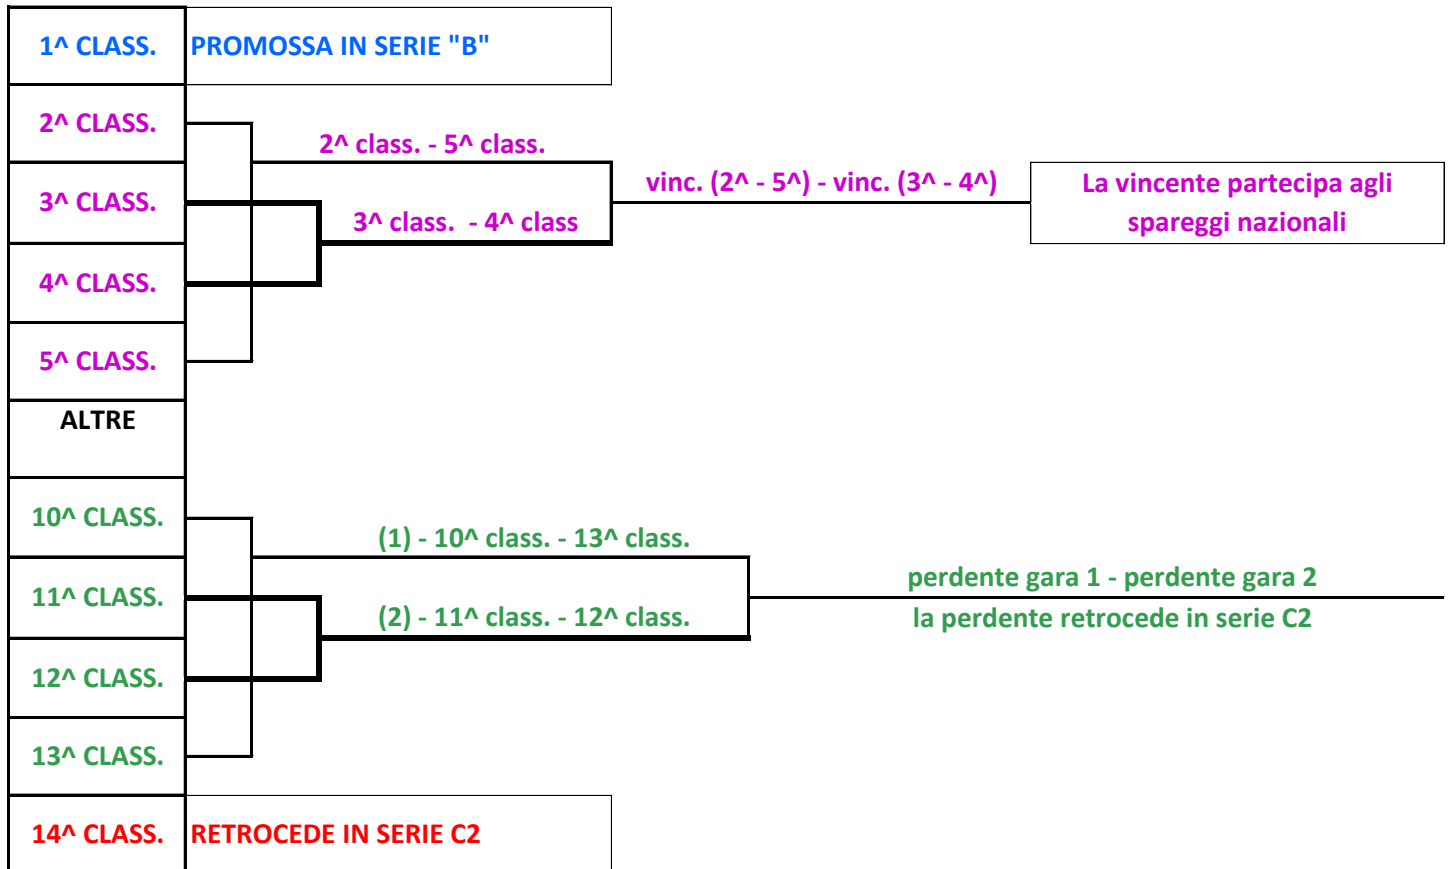 1^ CLASS. PROMOSSA IN SERIE "B"
2^ CLASS.
2^ class. - 5^ class.
3^ CLASS.
vinc. (2^ - 5^) - vinc. (3^ - 4^)
La vincente partecipa agli
spareggi nazionali
3^ class.  - 4^ class
4^ CLASS.
5^ CLASS.
ALTRE
10^ CLASS.
(1) - 10^ class. - 13^ class.
11^ CLASS.
perdente gara 1 - perdente gara 2
la perdente retrocede in serie C2
(2) - 11^ class. - 12^ class.
12^ CLASS.
13^ CLASS.
14^ CLASS. RETROCEDE IN SERIE C2